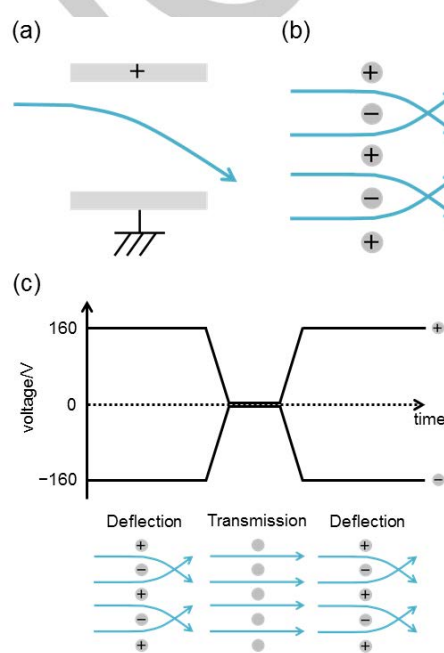 (a)
(b)
+
+
−
+
−
+
(c)
160
0
−160
voltage/V
time
+
−
Deflection Transmission Deflection
+ +
− −
+ +
− −
+ +